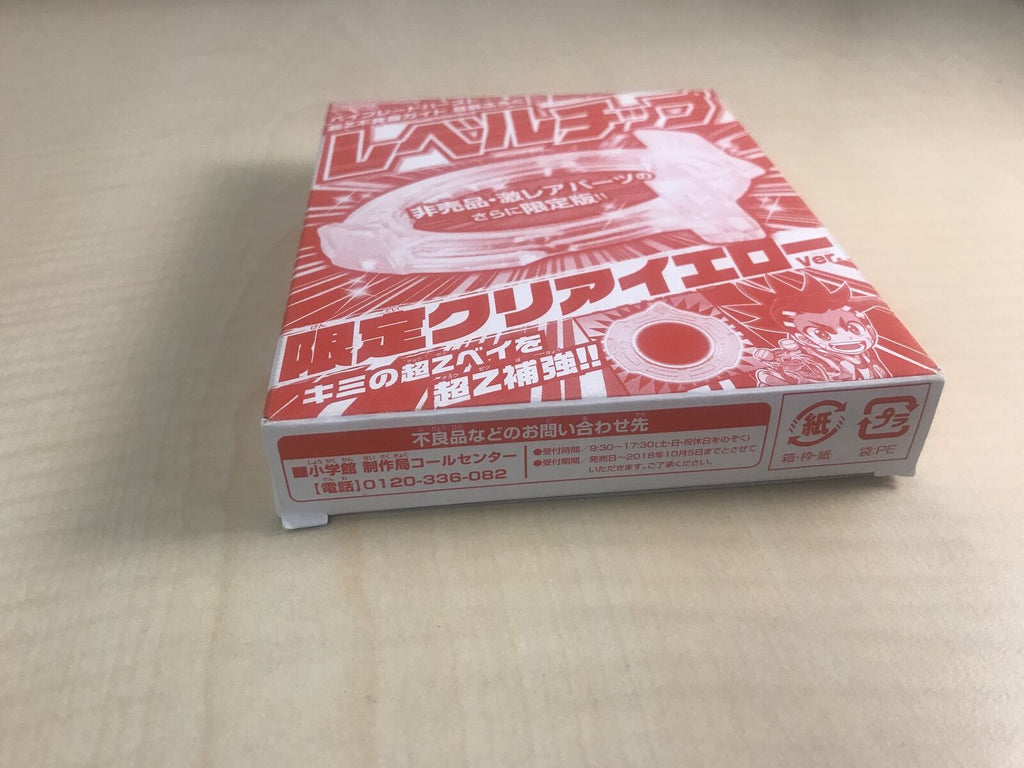 レベルチップ
非売品・激レアパーツの
さらに限定版!!
限定クリアイエローver.
キミの超Zベイを
超Z補強!!
不良品などのお問い合わせ先
■小学館 制作局コールセンター
[電話]0120-336-082
●受付時間/9:30~17:30(土・日・祝休日をのぞく)
●受付期間/発売日~2018年10月5日までとさせて
いただきます。ご了承ください。
紙
箱・枠・紙
プラ
袋:PE